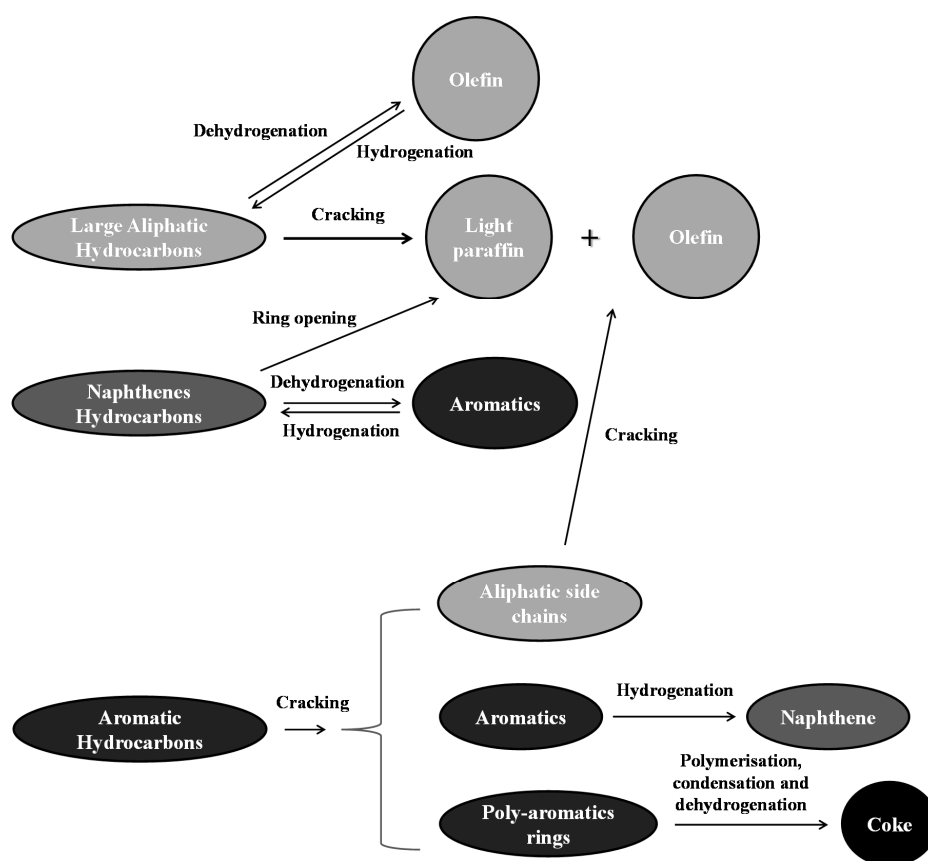 Olefin
Dehydrogenation
Hydrogenation
Large Aliphatic
Hydrocarbons
Cracking
Light
paraffin
+
Olefin
Ring opening
Naphthenes
Hydrocarbons
Dehydrogenation
Hydrogenation
Aromatics
Cracking
Aliphatic side
chains
Aromatic
Hydrocarbons
Cracking
Aromatics
Hydrogenation
Naphthene
Poly-aromatics
rings
Polymerisation,
condensation and
dehydrogenation
Coke